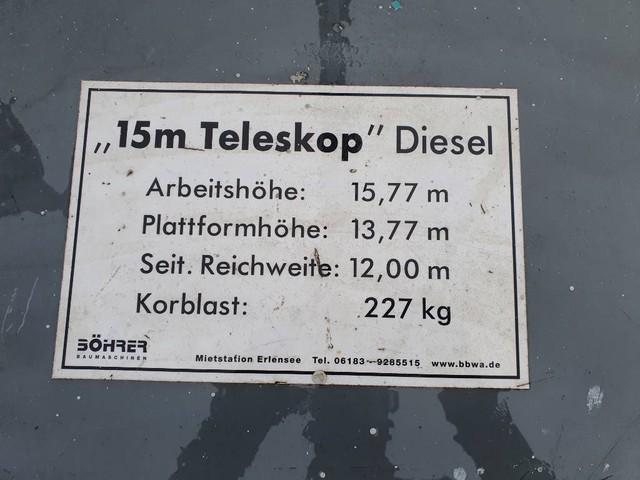 „15m Teleskop” Diesel
Arbeitshöhe: 15,77 m
Plattformhöhe: 13,77 m
Seit. Reichweite: 12,00 m
Korblast: 227 kg
BÖHRER
BAUMASCHINEN
Mietstation Erlensee Tel. 06183 - 9285515 www.bbwa.de